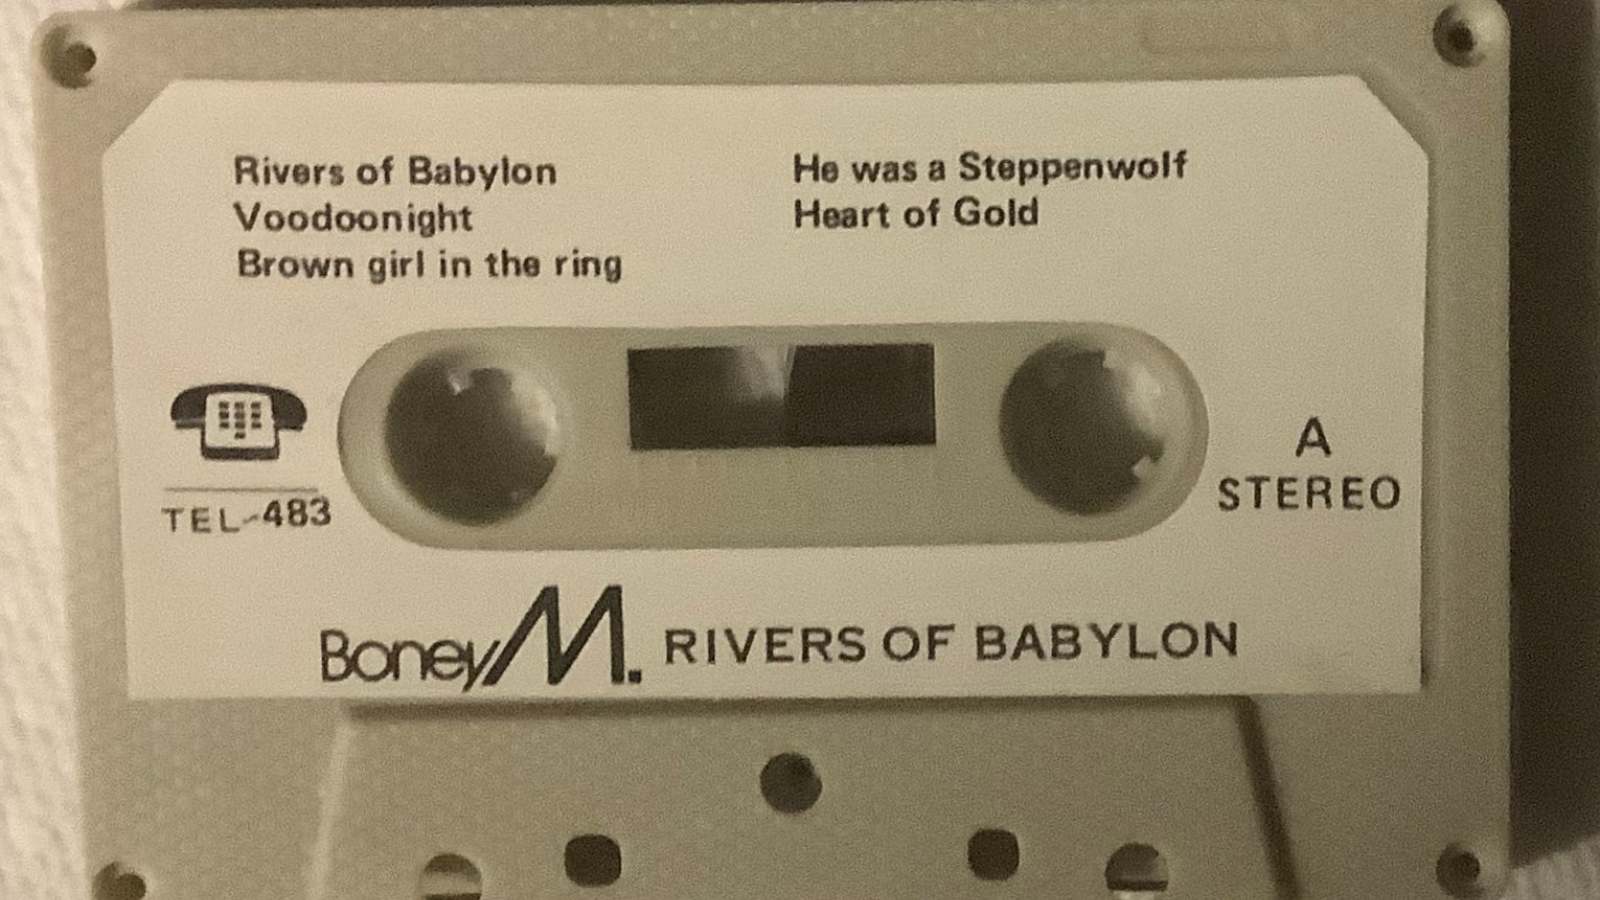 Rivers of Babylon
Voodoonight
Brown girl in the ring
He was a Steppenwolf
Heart of Gold
TEL-483
A
STEREO
Boney M. RIVERS OF BABYLON